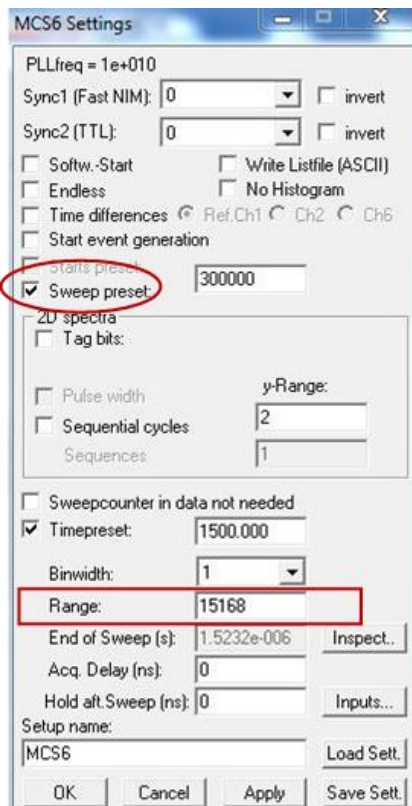 MCS6 Settings
PLLfreq = 1e+010
Sync1 (Fast NIM): 0 invert
Sync2 (TTL): 0 invert
Softw.-Start Write Listfile (ASCII)
Endless No Histogram
Time differences Ref.Ch1 Ch2 Ch6
Start event generation
Starts preset:
Sweep preset: 300000
2D spectra
Tag bits:
Pulse width y-Range:
Sequential cycles 2
Sequences 1
Sweepcounter in data not needed
Timepreset: 1500.000
Binwidth: 1
Range: 15168
End of Sweep (s): 1.5232e-006 Inspect..
Acq. Delay (ns): 0
Hold aft.Sweep (ns): 0 Inputs...
Setup name:
MCS6 Load Sett.
OK Cancel Apply Save Sett.